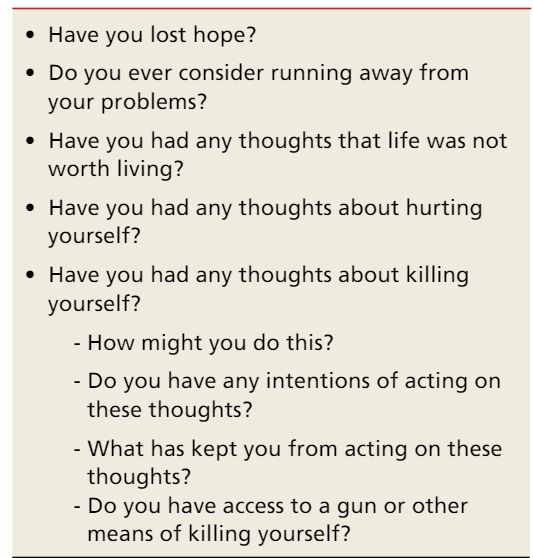 • Have you lost hope?
• Do you ever consider running away from
your problems?
• Have you had any thoughts that life was not
worth living?
• Have you had any thoughts about hurting
yourself?
• Have you had any thoughts about killing
yourself?
- How might you do this?
- Do you have any intentions of acting on
these thoughts?
- What has kept you from acting on these
thoughts?
- Do you have access to a gun or other
means of killing yourself?